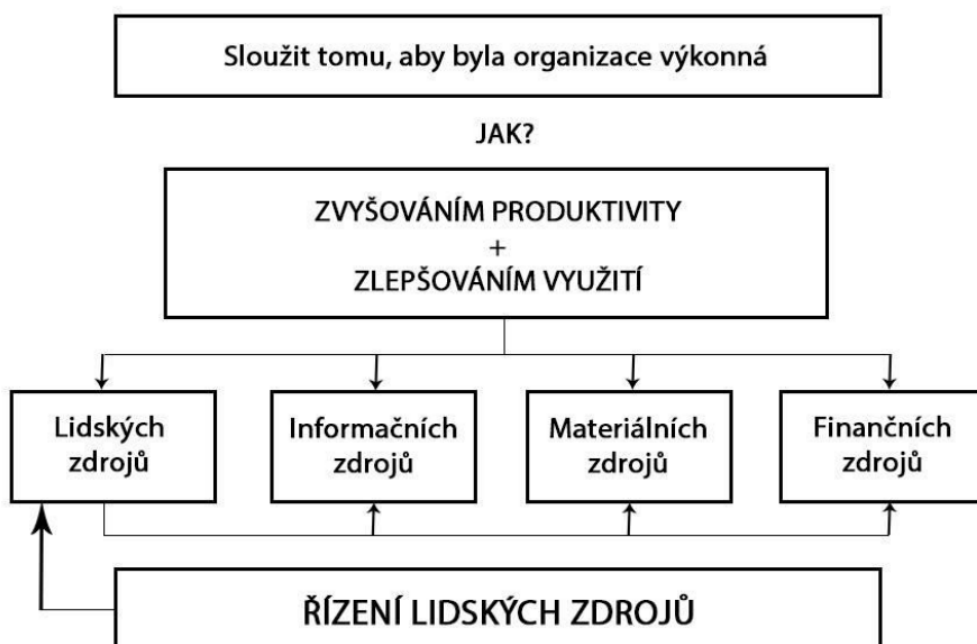 Sloužit tomu, aby byla organizace výkonná
JAK?
ZVYŠOVÁNÍM PRODUKTIVITY
+
ZLEPŠOVÁNÍM VYUŽITÍ
Lidských
zdrojů
Informačních
zdrojů
Materiálních
zdrojů
Finančních
zdrojů
ŘÍZENÍ LIDSKÝCH ZDROJŮ